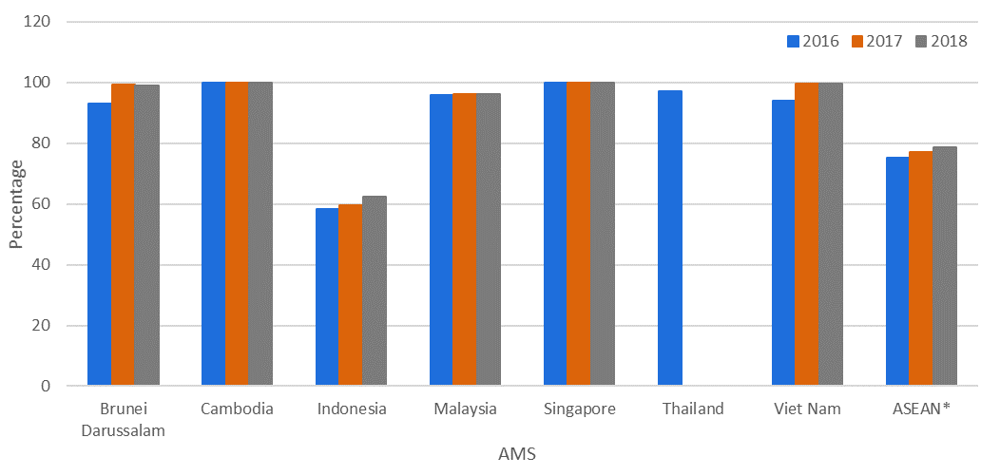 120
2016 2017 2018
100
80
60
40
20
0
Percentage
Brunei Darussalam
Cambodia
Indonesia
Malaysia
Singapore
Thailand
Viet Nam
ASEAN*
AMS